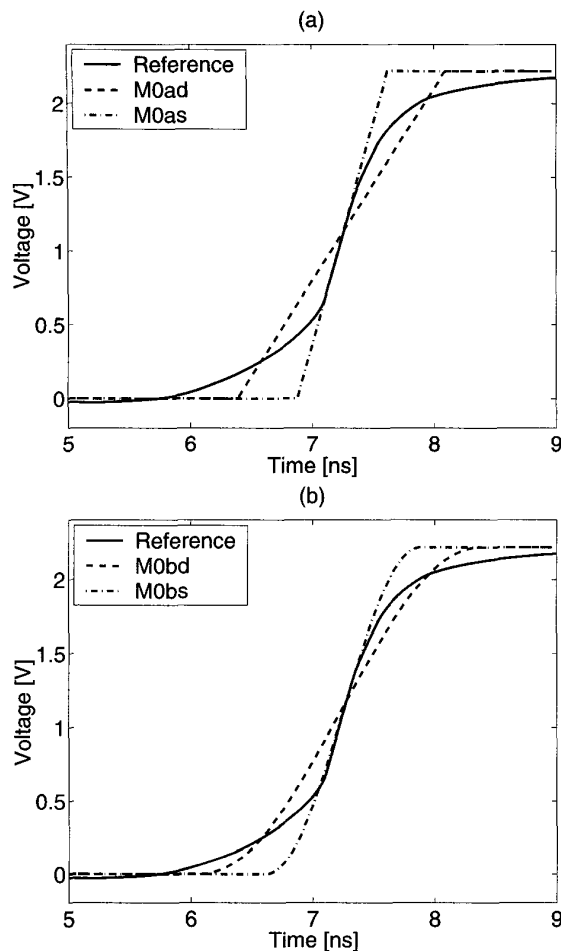 (a)
Reference
M0ad
M0as
2
1.5
1
0.5
0
Voltage [V]
5
6
7
8
9
Time [ns]
(b)
Reference
M0bd
M0bs
2
1.5
1
0.5
0
Voltage [V]
5
6
7
8
9
Time [ns]